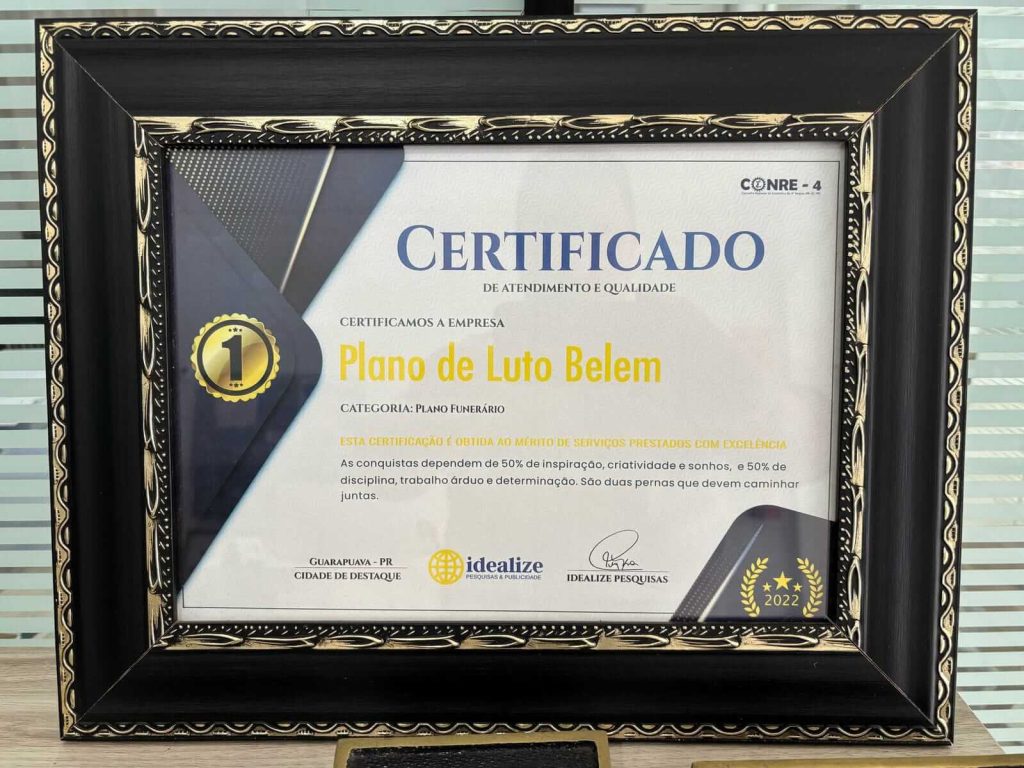 CONRE - 4
CERTIFICADO
DE ATENDIMENTO E QUALIDADE
CERTIFICAMOS A EMPRESA
Plano de Luto Belem
1
CATEGORIA: PLANO FUNERÁRIO
ESTA CERTIFICAÇÃO É OBTIDA AO MÉRITO DE SERVIÇOS PRESTADOS COM EXCELÊNCIA
As conquistas dependem de 50% de inspiração, criatividade e sonhos, e 50% de
disciplina, trabalho árduo e determinação. São duas pernas que devem caminhar
juntas.
GUARAPUAVA - PR
CIDADE DE DESTAQUE
idealize
PESQUISAS & PUBLICIDADE
IDEALIZE PESQUISAS
2022